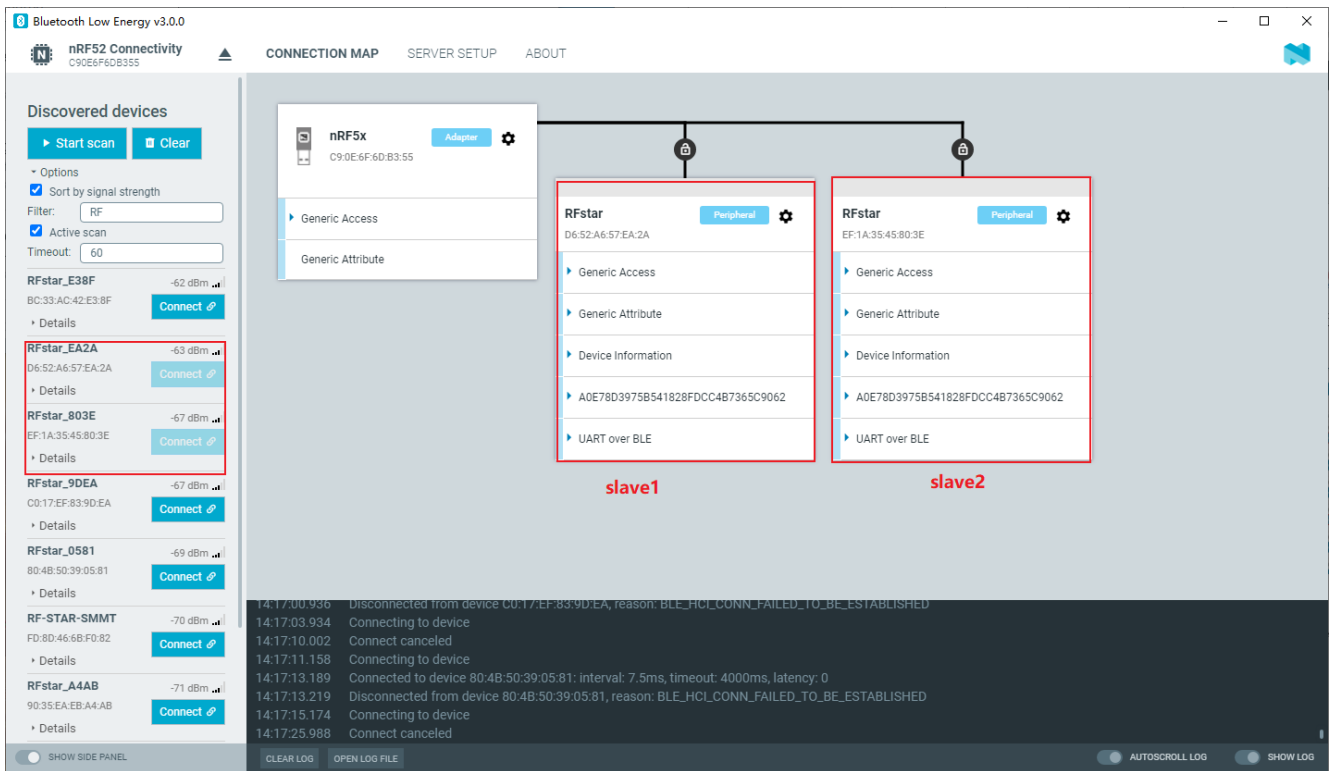 Bluetooth Low Energy v3.0.0
nRF52 Connectivity
C90E6F6DB355
CONNECTION MAP
SERVER SETUP
ABOUT
Discovered devices
Start scan
Clear
Options
Sort by signal strength
Filter: RF
Active scan
Timeout: 60
RFstar_E38F -62 dBm
BC:33:AC:42:E3:8F
Connect
Details
RFstar_EA2A -63 dBm
D6:52:A6:57:EA:2A
Connect
Details
RFstar_803E -67 dBm
EF:1A:35:45:80:3E
Connect
Details
RFstar_9DEA -67 dBm
C0:17:EF:83:9D:EA
Connect
Details
RFstar_0581 -69 dBm
80:4B:50:39:05:81
Connect
Details
RF-STAR-SMMT -70 dBm
FD:8D:46:6B:F0:82
Connect
Details
RFstar_A4AB -71 dBm
90:35:EA:EB:A4:AB
Connect
Details
SHOW SIDE PANEL
nRF5x
Adapter
C9:0E:6F:6D:B3:55
Generic Access
Generic Attribute
RFstar
Peripheral
D6:52:A6:57:EA:2A
Generic Access
Generic Attribute
Device Information
A0E78D3975B541828FDCC4B7365C9062
UART over BLE
slave1
RFstar
Peripheral
EF:1A:35:45:80:3E
Generic Access
Generic Attribute
Device Information
A0E78D3975B541828FDCC4B7365C9062
UART over BLE
slave2
14:17:00.936 Disconnected from device C0:17:EF:83:9D:EA, reason: BLE_HCI_CONN_FAILED_TO_BE_ESTABLISHED
14:17:03.934 Connecting to device
14:17:10.002 Connect canceled
14:17:11.158 Connecting to device
14:17:13.189 Connected to device 80:4B:50:39:05:81: interval: 7.5ms, timeout: 4000ms, latency: 0
14:17:13.219 Disconnected from device 80:4B:50:39:05:81, reason: BLE_HCI_CONN_FAILED_TO_BE_ESTABLISHED
14:17:15.174 Connecting to device
14:17:25.988 Connect canceled
CLEAR LOG
OPEN LOG FILE
AUTOSCROLL LOG
SHOW LOG